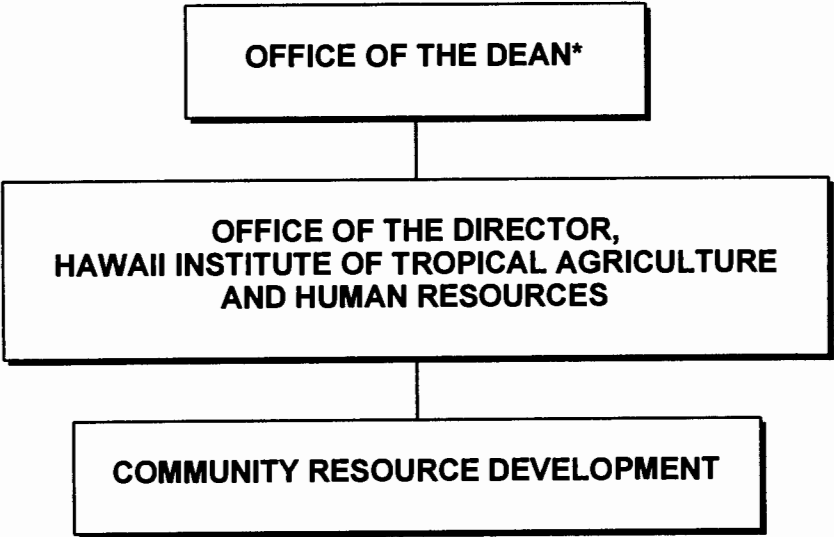 OFFICE OF THE DEAN*
OFFICE OF THE DIRECTOR,
HAWAII INSTITUTE OF TROPICAL AGRICULTURE
AND HUMAN RESOURCES
COMMUNITY RESOURCE DEVELOPMENT